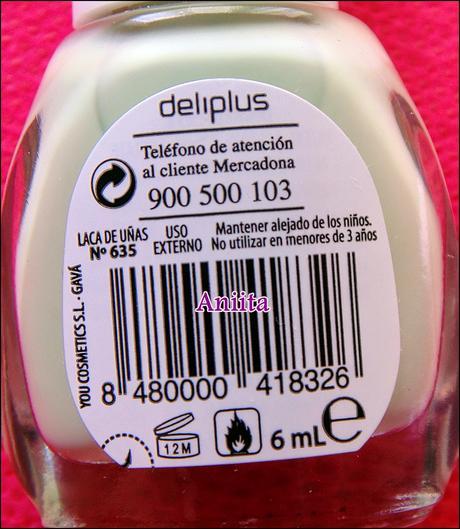 deliplus
Teléfono de atención
al cliente Mercadona
900 500 103
LACA DE UÑAS
Nº 635
USO
EXTERNO
Mantener alejado de los niños.
No utilizar en menores de 3 años
YOU COSMETICS S.L. - GAVÁ
Aniita
8 480000 418326
12 M
6 mL e